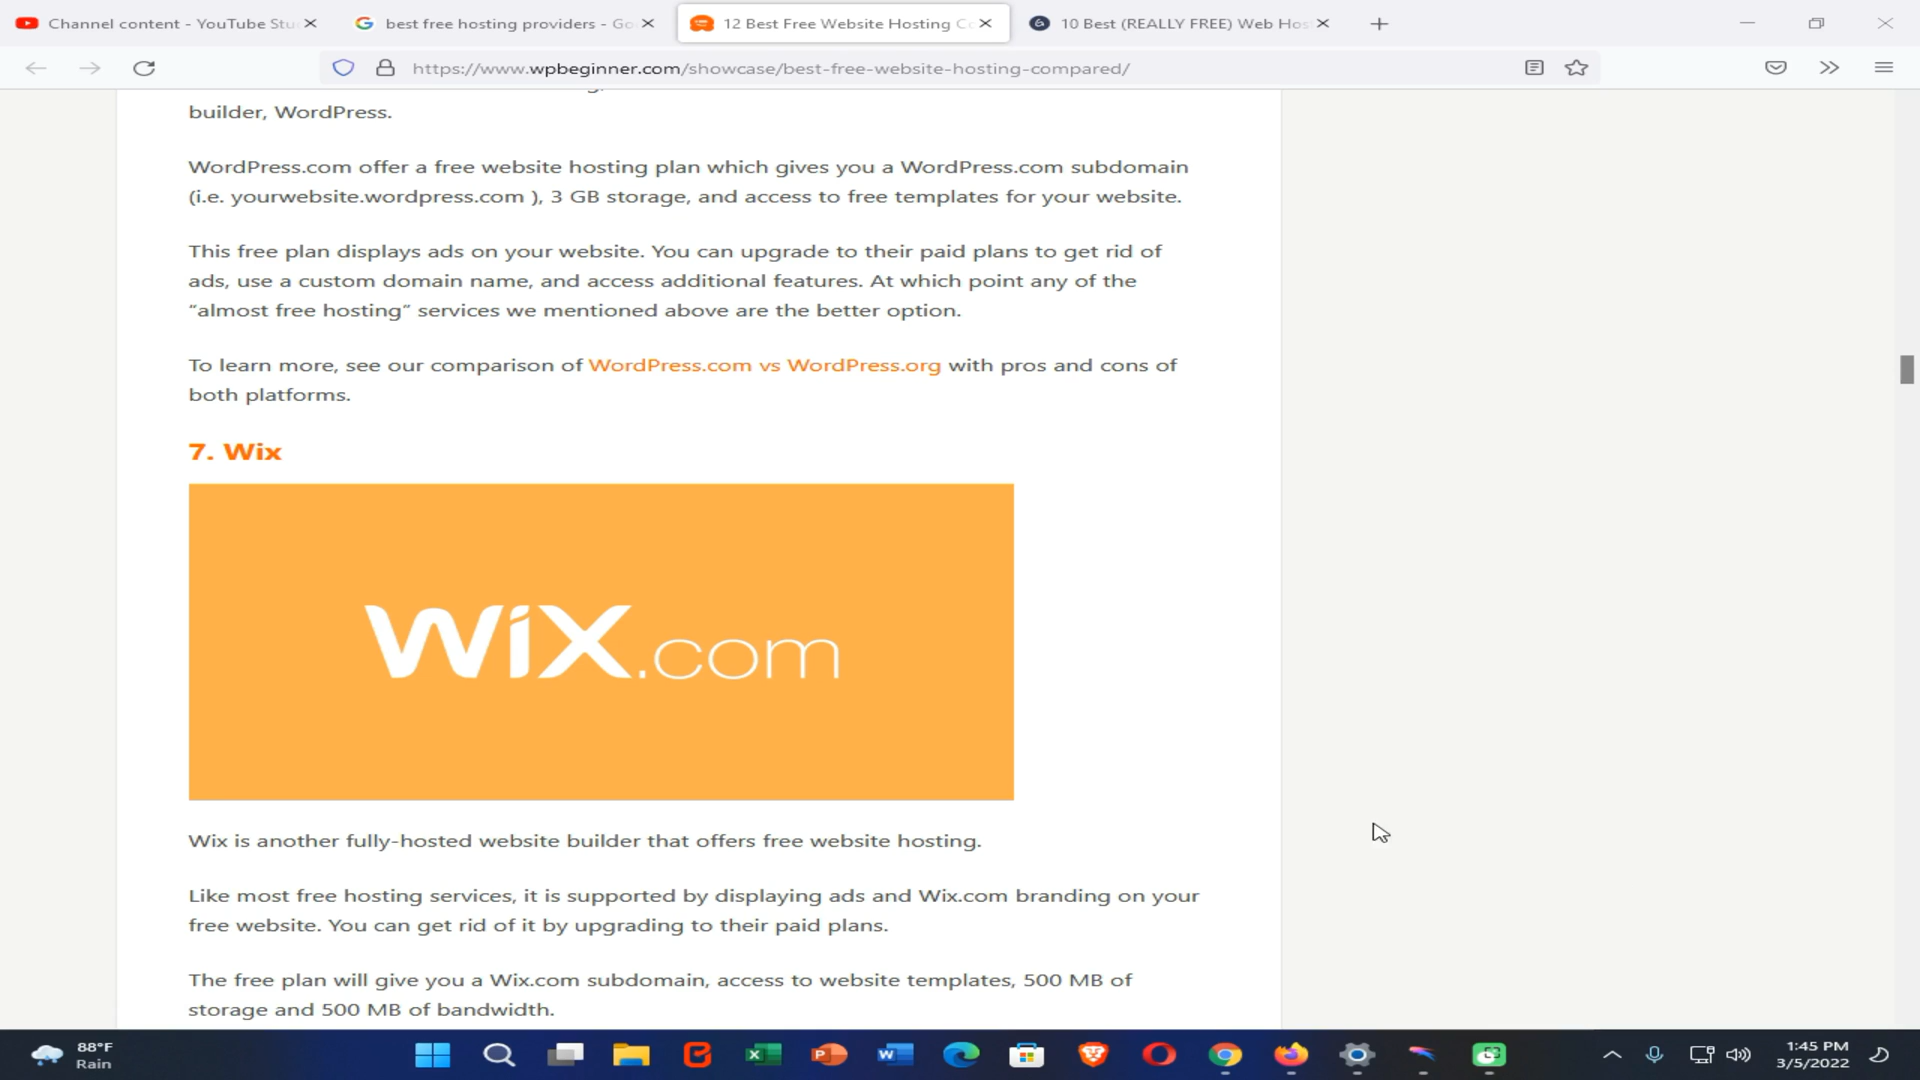 Channel content - YouTube Stu
best free hosting providers - Go
12 Best Free Website Hosting Co
10 Best (REALLY FREE) Web Hos
https://www.wpbeginner.com/showcase/best-free-website-hosting-compared/
builder, WordPress.
WordPress.com offer a free website hosting plan which gives you a WordPress.com subdomain
(i.e. yourwebsite.wordpress.com ), 3 GB storage, and access to free templates for your website.
This free plan displays ads on your website. You can upgrade to their paid plans to get rid of
ads, use a custom domain name, and access additional features. At which point any of the
“almost free hosting” services we mentioned above are the better option.
To learn more, see our comparison of WordPress.com vs WordPress.org with pros and cons of
both platforms.
7. Wix
WiX.com
Wix is another fully-hosted website builder that offers free website hosting.
Like most free hosting services, it is supported by displaying ads and Wix.com branding on your
free website. You can get rid of it by upgrading to their paid plans.
The free plan will give you a Wix.com subdomain, access to website templates, 500 MB of
storage and 500 MB of bandwidth.
88°F
Rain
1:45 PM
3/5/2022